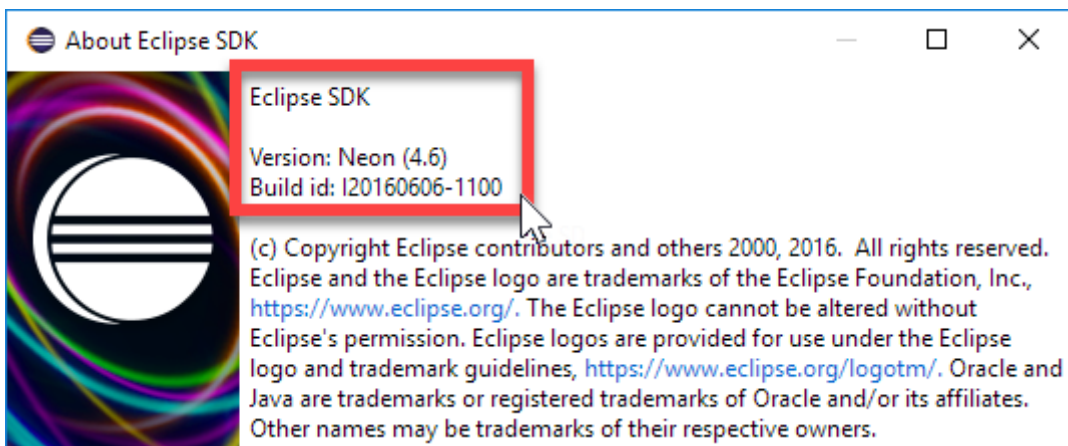 About Eclipse SDK
Eclipse SDK
Version: Neon (4.6)
Build id: I20160606-1100
(c) Copyright Eclipse contributors and others 2000, 2016.  All rights reserved.
Eclipse and the Eclipse logo are trademarks of the Eclipse Foundation, Inc.,
https://www.eclipse.org/. The Eclipse logo cannot be altered without
Eclipse's permission. Eclipse logos are provided for use under the Eclipse
logo and trademark guidelines, https://www.eclipse.org/logotm/. Oracle and
Java are trademarks or registered trademarks of Oracle and/or its affiliates.
Other names may be trademarks of their respective owners.